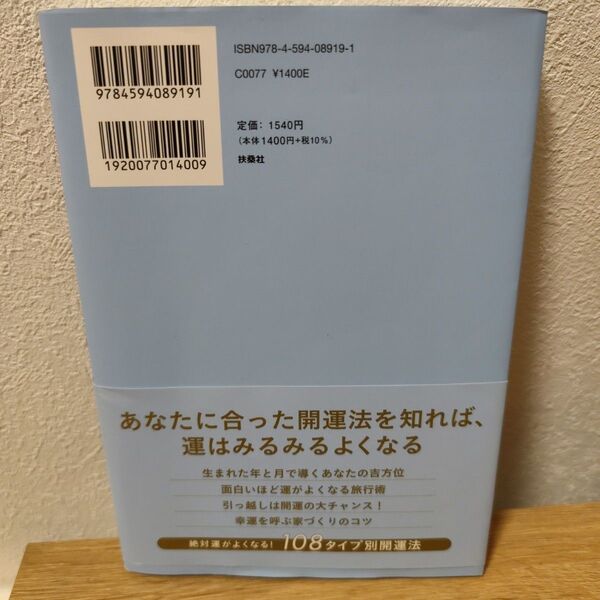 ISBN978-4-594-08919-1
C0077 ¥1400E
9784594089191
定価：1540円
(本体1400円+税10%)
扶桑社
1920077014009
あなたに合った開運法を知れば、
運はみるみるよくなる
生まれた年と月で導くあなたの吉方位
面白いほど運がよくなる旅行術
引っ越しは開運の大チャンス！
幸運を呼ぶ家づくりのコツ
絶対運がよくなる！108タイプ別開運法